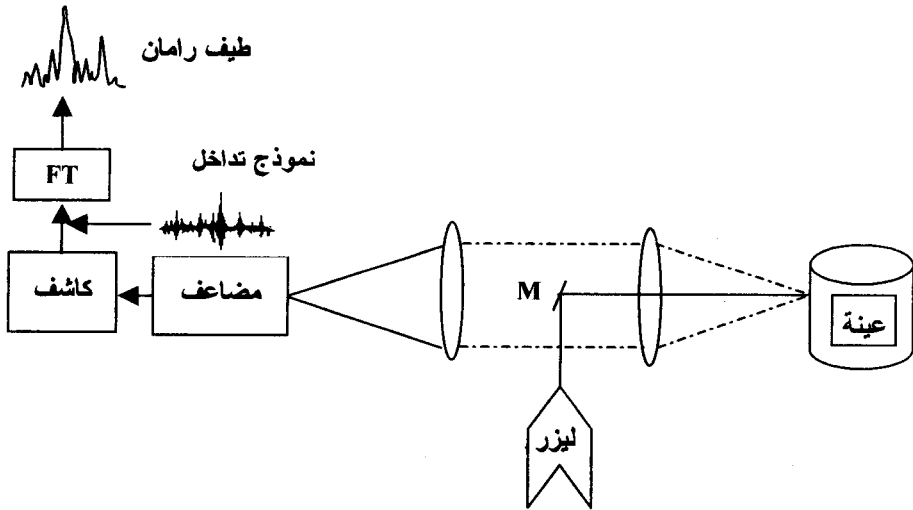 طيف رامان
نموذج تداخل
FT
كاشف
مضاعف
M
عينة
ليزر